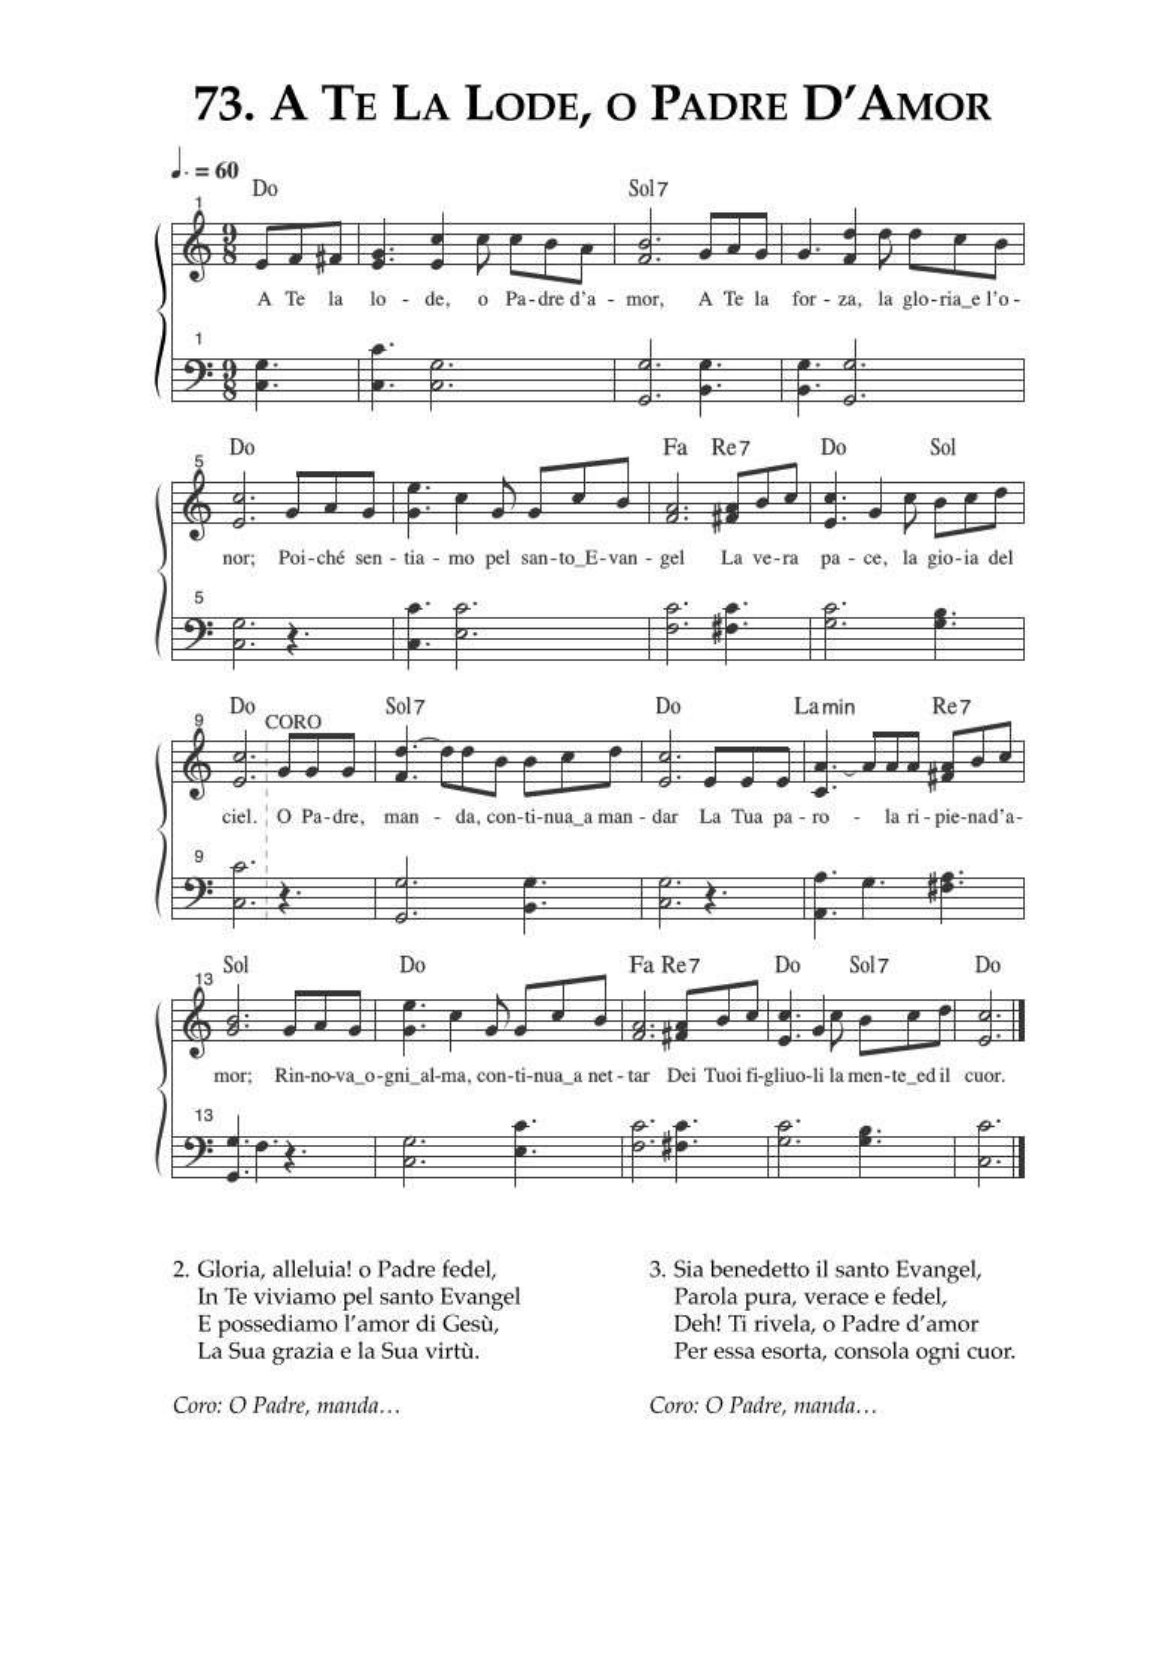 73. A TE LA LODE, O PADRE D'AMOR
♩. = 60
Do Sol7
1
9 8
A Te la lo - de, o Pa-dre d'a - mor, A Te la for - za, la glo-ria_e l'o -
1
9 8
Do Fa Re7 Do Sol
5
nor; Poi-ché sen - tia - mo pel san-to_E-van - gel La ve-ra pa - ce, la gio-ia del
5
Do CORO Sol7 Do Lamin Re7
9
ciel. O Pa-dre, man - da, con-ti-nua_a man - dar La Tua pa - ro - la ri - pie-nad'a-
9
Sol Do Fa Re7 Do Sol7 Do
13
mor; Rin-no-va_o-gni_al-ma, con-ti-nua_a net - tar Dei Tuoi fi-gliuo-li la men-te_ed il cuor.
13
2. Gloria, alleluia! o Padre fedel,
In Te viviamo pel santo Evangel
E possediamo l'amor di Gesù,
La Sua grazia e la Sua virtù.
Coro: O Padre, manda…
3. Sia benedetto il santo Evangel,
Parola pura, verace e fedel,
Deh! Ti rivela, o Padre d'amor
Per essa esorta, consola ogni cuor.
Coro: O Padre, manda…